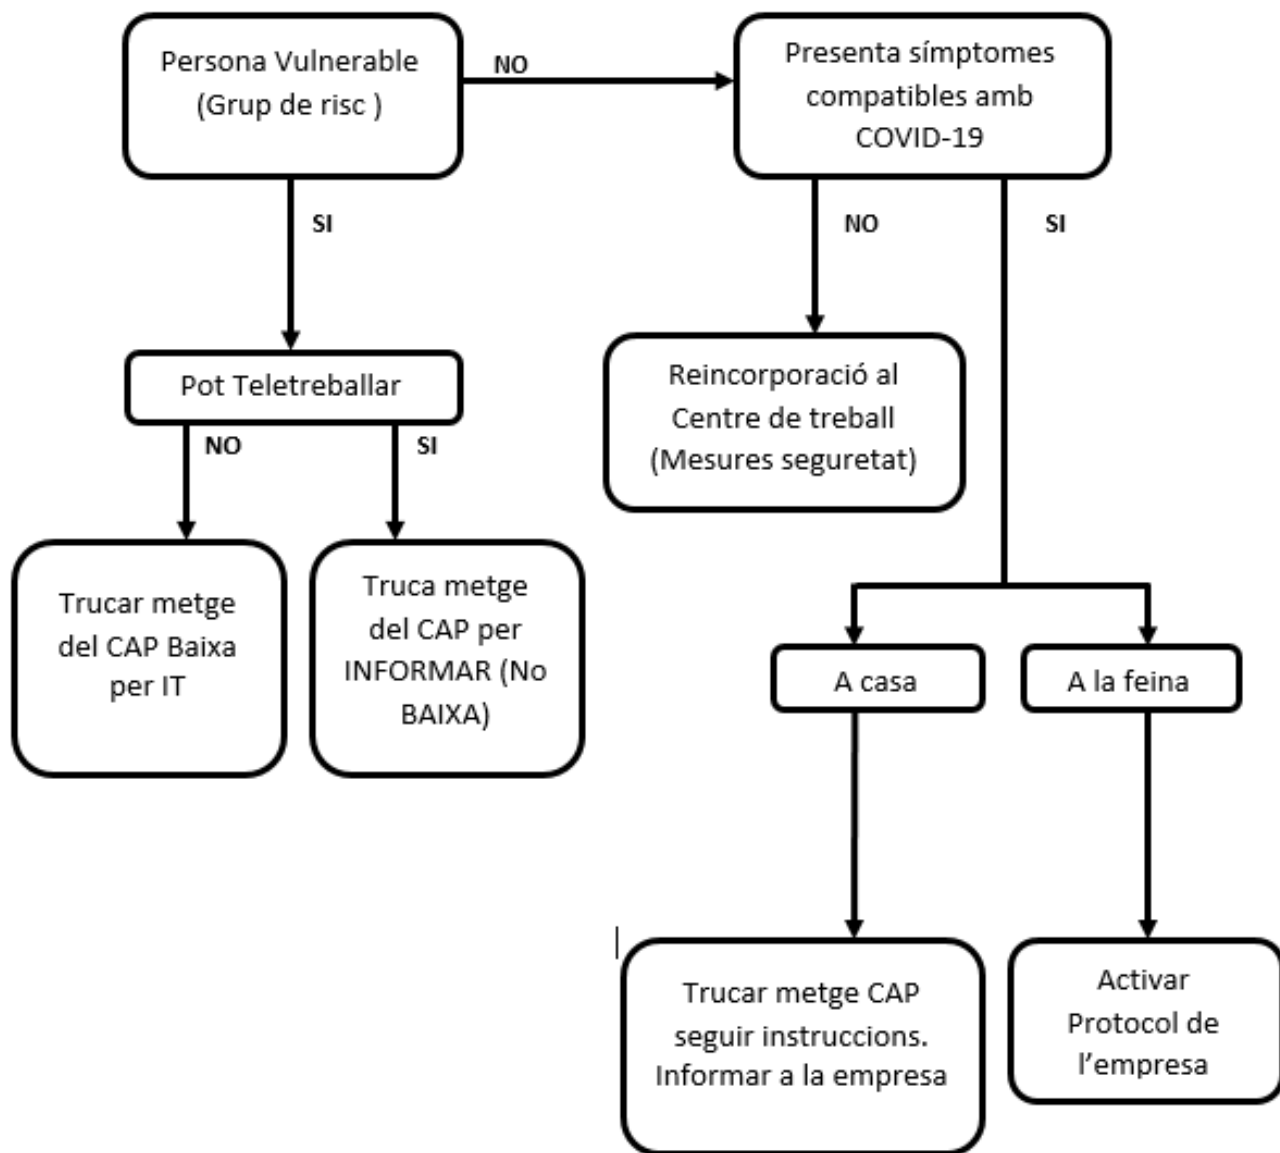 Persona Vulnerable
(Grup de risc )
NO
Presenta símptomes
compatibles amb
COVID-19
SI
NO
SI
Pot Teletreballar
NO
SI
Reincorporació al
Centre de treball
(Mesures seguretat)
Trucar metge
del CAP Baixa
per IT
Truca metge
del CAP per
INFORMAR (No
BAIXA)
A casa
A la feina
Trucar metge CAP
seguir instruccions.
Informar a la empresa
Activar
Protocol de
l’empresa